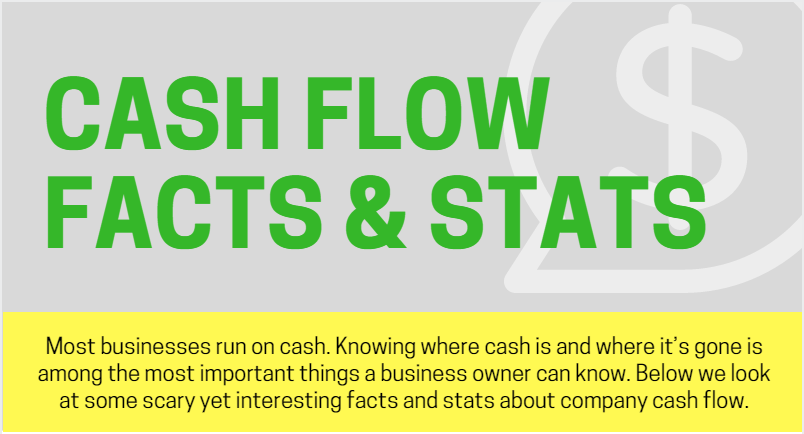 CASH FLOW
FACTS & STATS
$
Most businesses run on cash. Knowing where cash is and where it’s gone is
among the most important things a business owner can know. Below we look
at some scary yet interesting facts and stats about company cash flow.